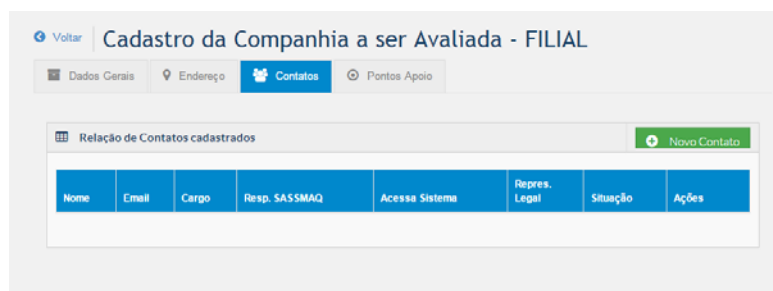 Voltar Cadastro da Companhia a ser Avaliada - FILIAL
Dados Gerais Endereço Contatos Pontos Apoio
Relação de Contatos cadastrados Novo Contato
Nome Email Cargo Resp. SASSMAQ Acessa Sistema Repres. Legal Situação Ações